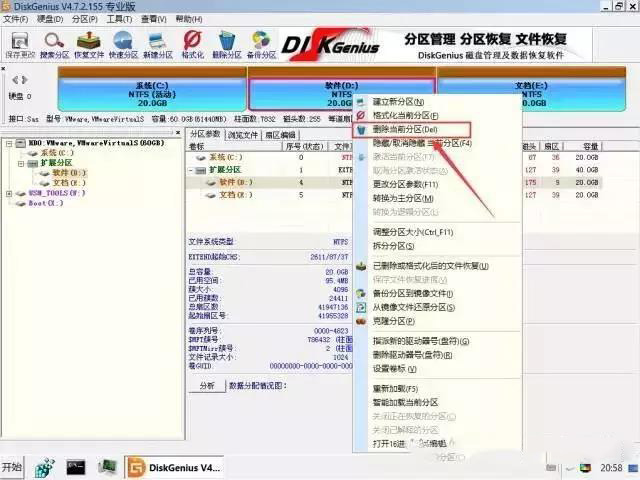 DiskGenius V4.7.2.155 专业版
文件(F) 硬盘(D) 分区(P) 工具(T) 查看(V) 帮助(H)
保存更改 搜索分区 恢复文件 快速分区 新建分区 格式化 删除分区 备份分区
DISKGenius
分区管理 分区恢复 文件恢复
DiskGenius 磁盘管理及数据恢复软件
硬盘 0
系统(C:)
NTFS (活动)
20.0GB
软件(D:)
NTFS
20.0GB
文档(E:)
NTFS
20.0GB
接口:Sas 型号:VMware,VMwareVirtualS 容量:60.0GB(61440MB) 柱面数:7832 磁头数:255
HD0:VMware,VMwareVirtualS(60GB)
系统(C:)
扩展分区
软件(D:)
文档(E:)
Boot(X:)
分区参数 浏览文件 扇区编辑
卷标 序号(状态) 文件 磁头 扇区 容量
系统(C:) 0 87 36 20.0GB
扩展分区 1 127 39 40.0GB
软件(D:) 4 175 9 20.0GB
文档(E:) 5 127 39 20.0GB
文件系统类型: NTFS
EXTEND起始CHS: 2611/87/37
总容量: 20.0GB
已用空间: 95.4MB
簇大小: 4096
已用簇数: 24411
总扇区数: 41947136
起始扇区号: 41955328
卷序列号: 0000-4823
$MFT簇号: 786432 (柱面
$MFTMirr簇号: 2 (柱面
文件记录大小: 1024
卷GUID: 00000000-0000-0000-0
分析 数据分配情况图:
建立新分区(N)
格式化当前分区(F)
删除当前分区(Del)
隐藏/取消隐藏 当前分区(F4)
激活当前分区(F7)
取消分区激活状态(A)
更改分区参数(F11)
转换为主分区(M)
转换为逻辑分区(L)
调整分区大小(Ctrl_F11)
拆分分区(S)
已删除或格式化后的文件恢复(U)
保存文件恢复进度(V)
备份分区到镜像文件(I)
从镜像文件还原分区(S)
克隆分区(P)
指派新的驱动器号(盘符)(G)
删除驱动器号(盘符)(R)
设置卷标 (V)
重新加载(F5)
智能加载当前分区
关闭正在恢复的分区(C)
关闭已解释的分区
开始
DiskGenius V4...
20:58